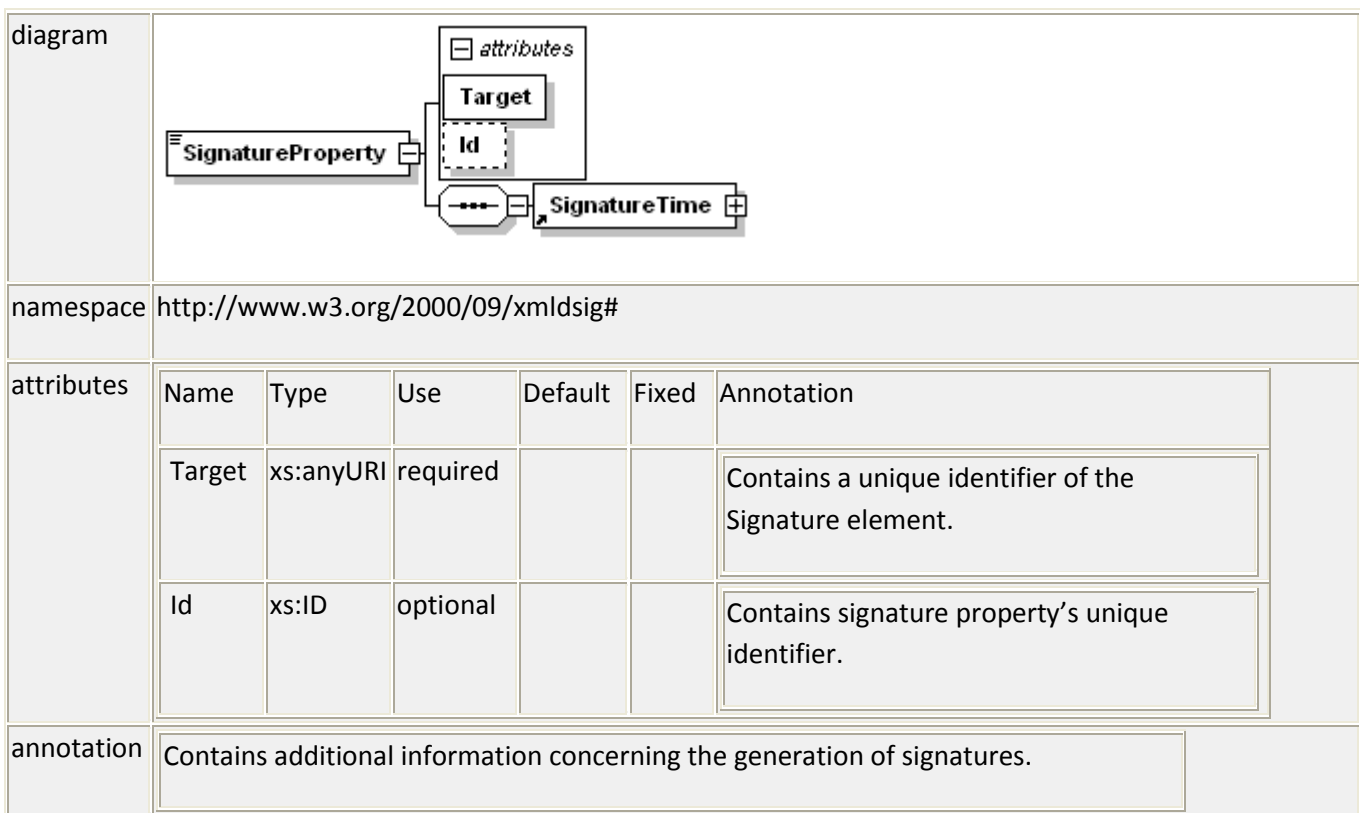 diagram
attributes
Target
Id
SignatureProperty
SignatureTime
namespace http://www.w3.org/2000/09/xmldsig#
attributes
Name Type Use Default Fixed Annotation
Target xs:anyURI required Contains a unique identifier of the
Signature element.
Id xs:ID optional Contains signature property’s unique
identifier.
annotation Contains additional information concerning the generation of signatures.